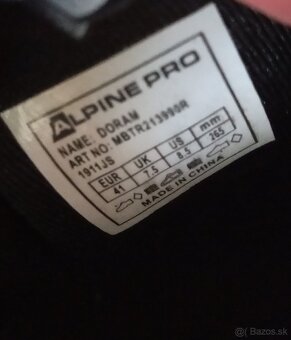 ALPINE PRO
NAME: DORAM
ART NO: MBTR213990R
1911JS
EUR UK US mm
41 7.5 8.5 265
MADE IN CHINA
@( Bazos.sk